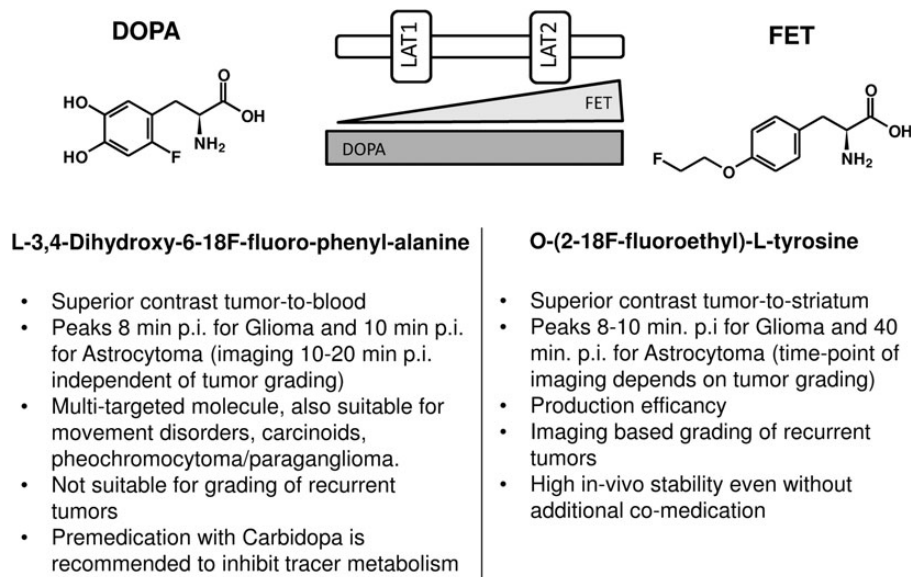 DOPA
LAT1
LAT2
FET
FET
DOPA
HO
HO
F
NH₂
O
OH
F
O
NH₂
O
OH
L-3,4-Dihydroxy-6-18F-fluoro-phenyl-alanine
• Superior contrast tumor-to-blood
• Peaks 8 min p.i. for Glioma and 10 min p.i.
for Astrocytoma (imaging 10-20 min p.i.
independent of tumor grading)
• Multi-targeted molecule, also suitable for
movement disorders, carcinoids,
pheochromocytoma/paraganglioma.
• Not suitable for grading of recurrent
tumors
• Premedication with Carbidopa is
recommended to inhibit tracer metabolism
O-(2-18F-fluoroethyl)-L-tyrosine
• Superior contrast tumor-to-striatum
• Peaks 8-10 min. p.i for Glioma and 40
min. p.i. for Astrocytoma (time-point of
imaging depends on tumor grading)
• Production efficancy
• Imaging based grading of recurrent
tumors
• High in-vivo stability even without
additional co-medication